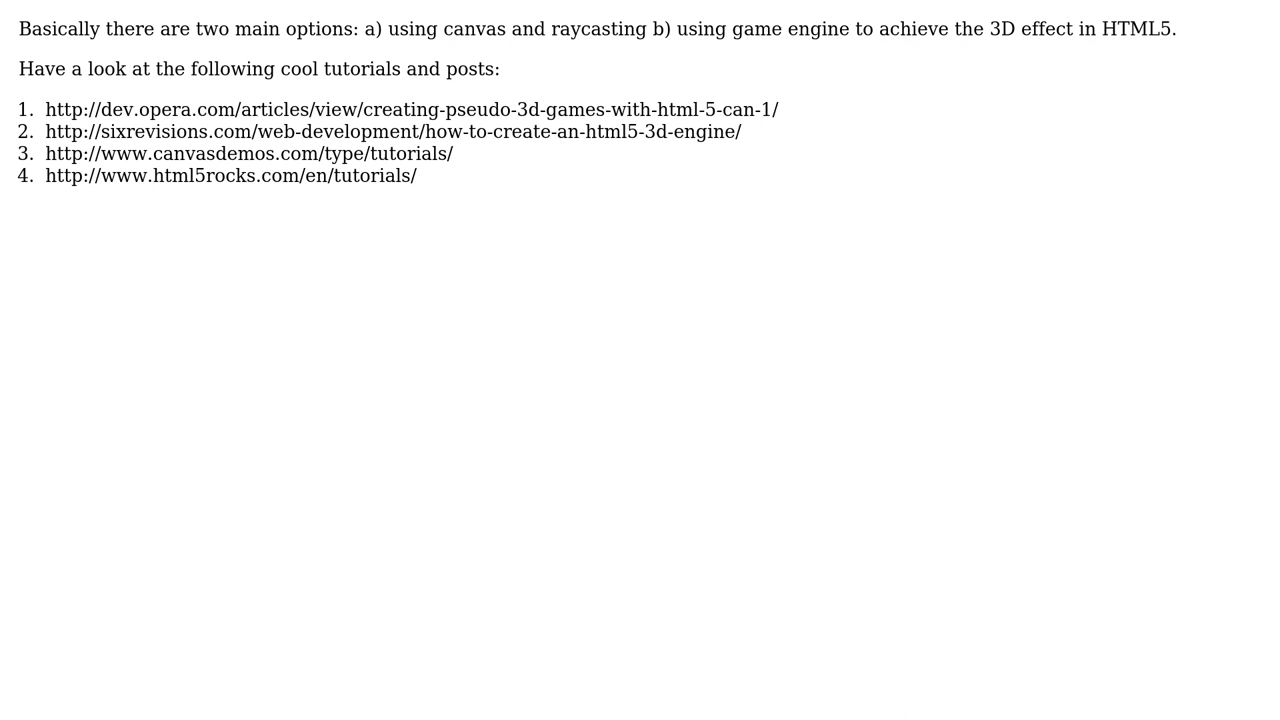 Basically there are two main options: a) using canvas and raycasting b) using game engine to achieve the 3D effect in HTML5.
Have a look at the following cool tutorials and posts:
1. http://dev.opera.com/articles/view/creating-pseudo-3d-games-with-html-5-can-1/
2. http://sixrevisions.com/web-development/how-to-create-an-html5-3d-engine/
3. http://www.canvasdemos.com/type/tutorials/
4. http://www.html5rocks.com/en/tutorials/